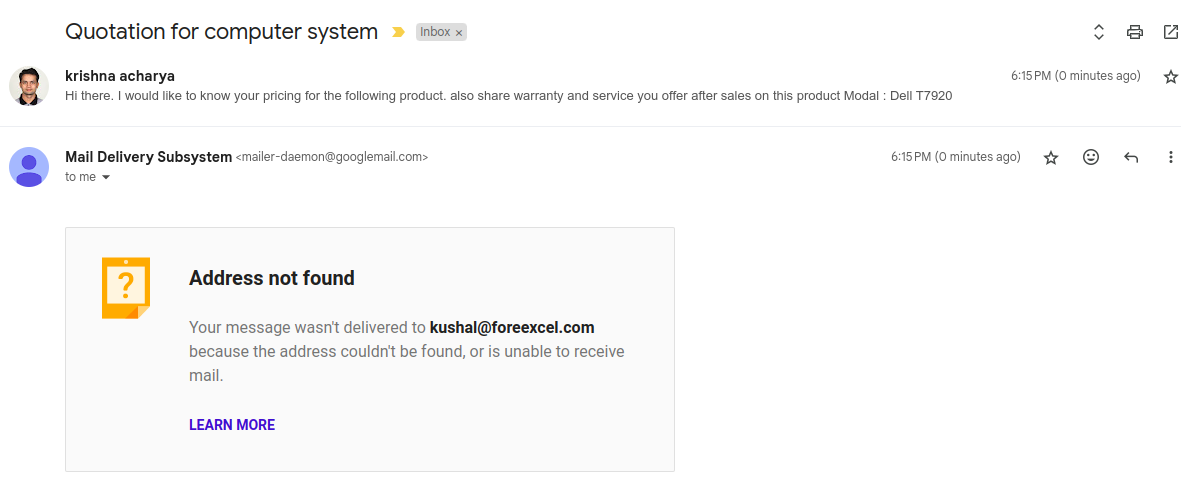 Quotation for computer system Inbox ×
krishna acharya 6:15 PM (0 minutes ago)
Hi there. I would like to know your pricing for the following product. also share warranty and service you offer after sales on this product Modal : Dell T7920
Mail Delivery Subsystem <mailer-daemon@googlemail.com> 6:15 PM (0 minutes ago)
to me
?
Address not found
Your message wasn't delivered to kushal@foreexcel.com
because the address couldn't be found, or is unable to receive
mail.
LEARN MORE